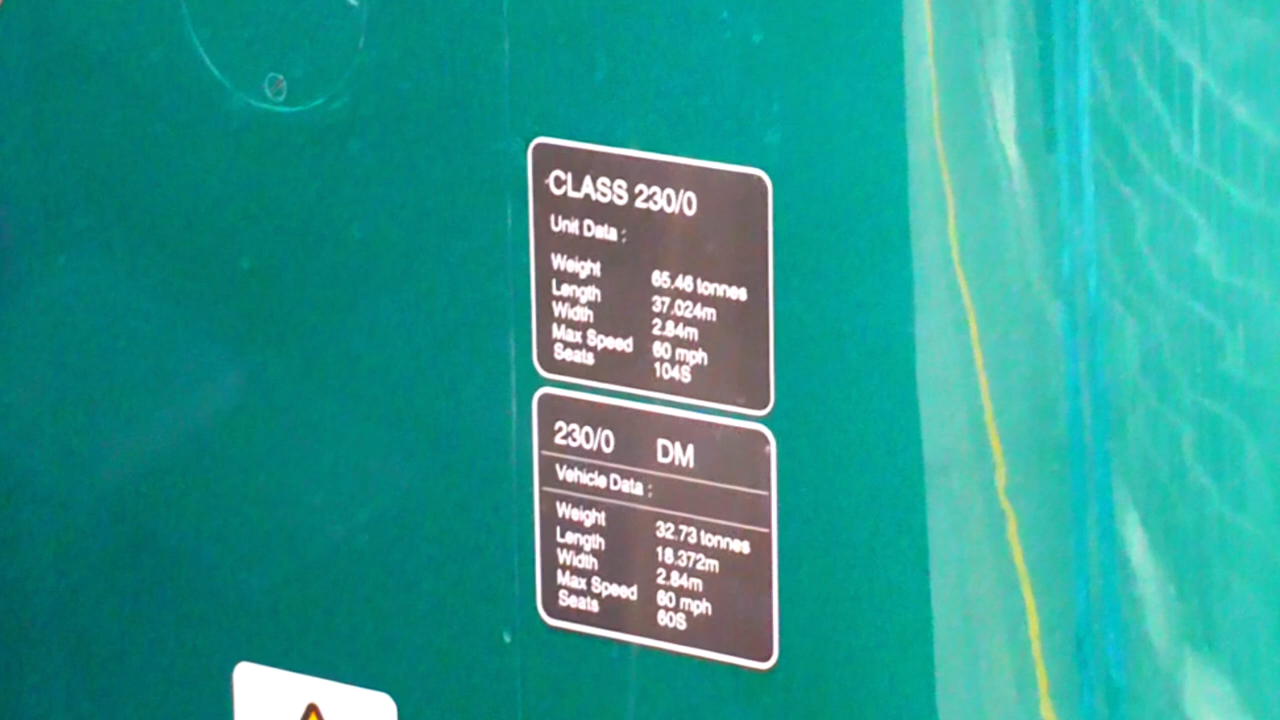 CLASS 230/0
Unit Data :
Weight 65.46 tonnes
Length 37.024m
Width 2.84m
Max Speed 60 mph
Seats 104S
230/0 DM
Vehicle Data :
Weight 32.73 tonnes
Length 18.372m
Width 2.84m
Max Speed 60 mph
Seats 60S